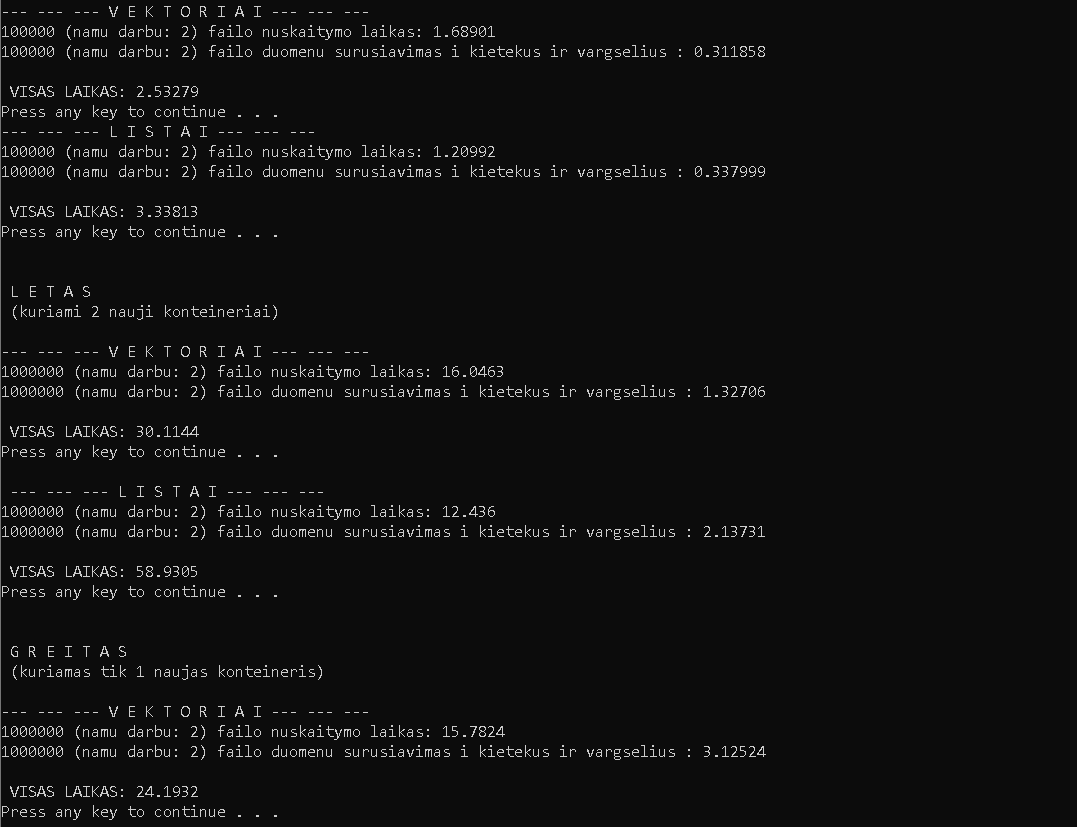 --- --- --- V E K T O R I A I --- --- ---
100000 (namu darbu: 2) failo nuskaitymo laikas: 1.68901
100000 (namu darbu: 2) failo duomenu surusiavimas i kietekus ir vargselius : 0.311858
VISAS LAIKAS: 2.53279
Press any key to continue . . .
--- --- --- L I S T A I --- --- ---
100000 (namu darbu: 2) failo nuskaitymo laikas: 1.20992
100000 (namu darbu: 2) failo duomenu surusiavimas i kietekus ir vargselius : 0.337999
VISAS LAIKAS: 3.33813
Press any key to continue . . .
L E T A S
(kuriami 2 nauji konteineriai)
--- --- --- V E K T O R I A I --- --- ---
1000000 (namu darbu: 2) failo nuskaitymo laikas: 16.0463
1000000 (namu darbu: 2) failo duomenu surusiavimas i kietekus ir vargselius : 1.32706
VISAS LAIKAS: 30.1144
Press any key to continue . . .
--- --- --- L I S T A I --- --- ---
1000000 (namu darbu: 2) failo nuskaitymo laikas: 12.436
1000000 (namu darbu: 2) failo duomenu surusiavimas i kietekus ir vargselius : 2.13731
VISAS LAIKAS: 58.9305
Press any key to continue . . .
G R E I T A S
(kuriamas tik 1 naujas konteineris)
--- --- --- V E K T O R I A I --- --- ---
1000000 (namu darbu: 2) failo nuskaitymo laikas: 15.7824
1000000 (namu darbu: 2) failo duomenu surusiavimas i kietekus ir vargselius : 3.12524
VISAS LAIKAS: 24.1932
Press any key to continue . . .